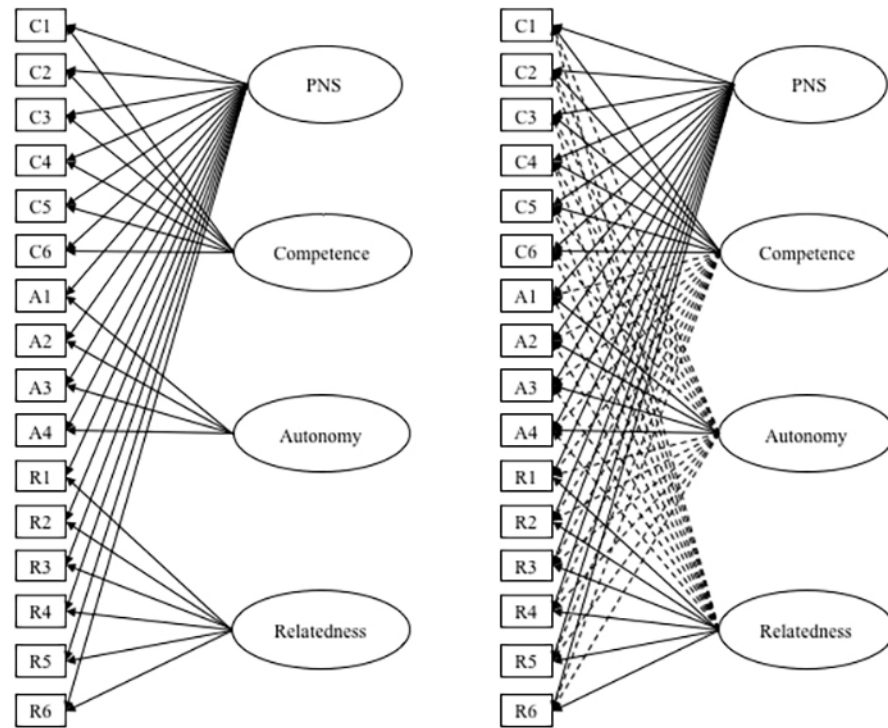 C1
C2
C3
C4
C5
C6
A1
A2
A3
A4
R1
R2
R3
R4
R5
R6
PNS
Competence
Autonomy
Relatedness
C1
C2
C3
C4
C5
C6
A1
A2
A3
A4
R1
R2
R3
R4
R5
R6
PNS
Competence
Autonomy
Relatedness